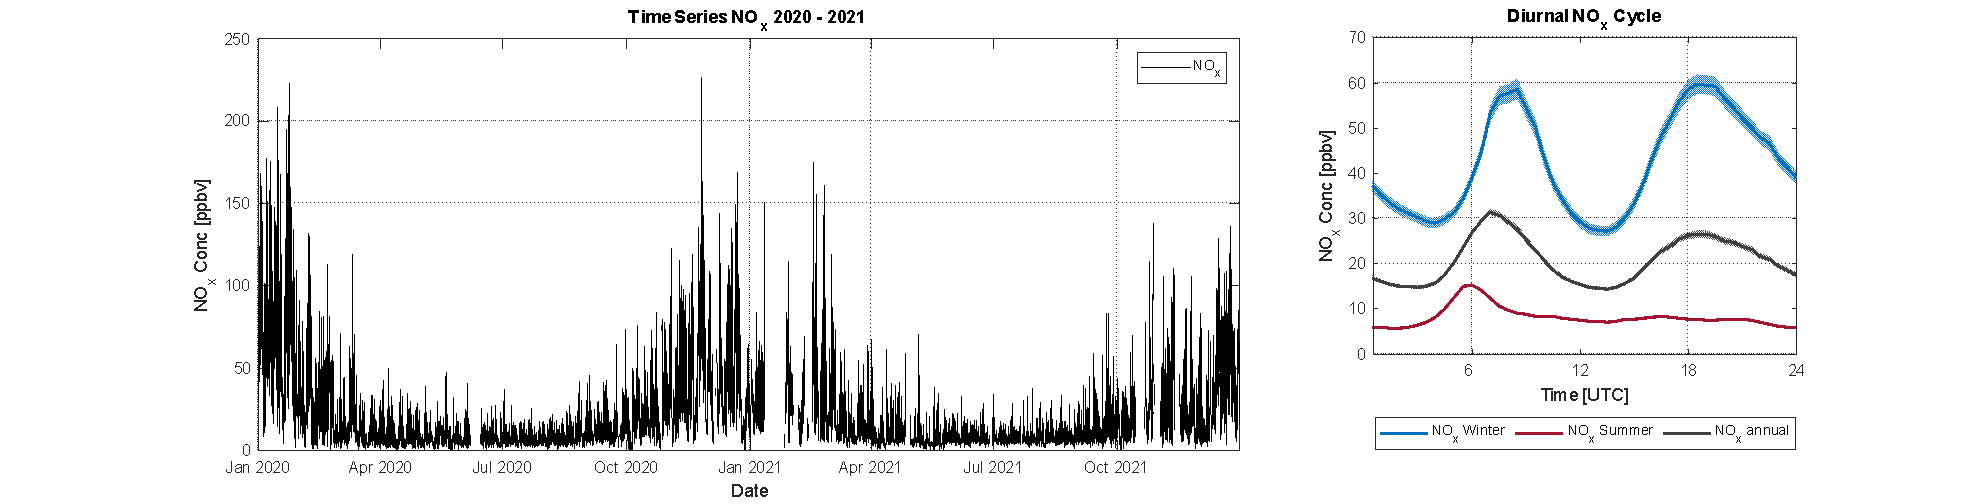 Time Series NOx 2020 - 2021
250
200
150
100
50
0
NOx Conc [ppbv]
NOx
Jan 2020 Apr 2020 Jul 2020 Oct 2020 Jan 2021 Apr 2021 Jul 2021 Oct 2021
Date
Diurnal NOx Cycle
70
60
50
40
30
20
10
0
NOx Conc [ppbv]
6 12 18 24
Time [UTC]
NOx Winter NOx Summer NOx annual